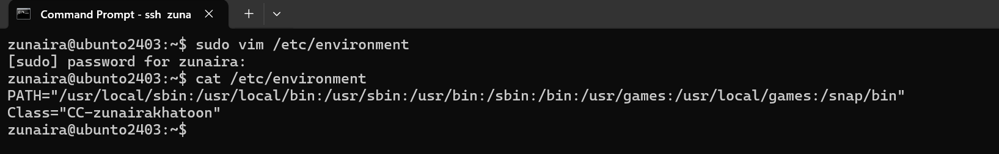 Command Prompt - ssh  zuna
zunaira@ubunto2403:~$ sudo vim /etc/environment
[sudo] password for zunaira:
zunaira@ubunto2403:~$ cat /etc/environment
PATH="/usr/local/sbin:/usr/local/bin:/usr/sbin:/usr/bin:/sbin:/bin:/usr/games:/usr/local/games:/snap/bin"
Class="CC-zunairakhatoon"
zunaira@ubunto2403:~$